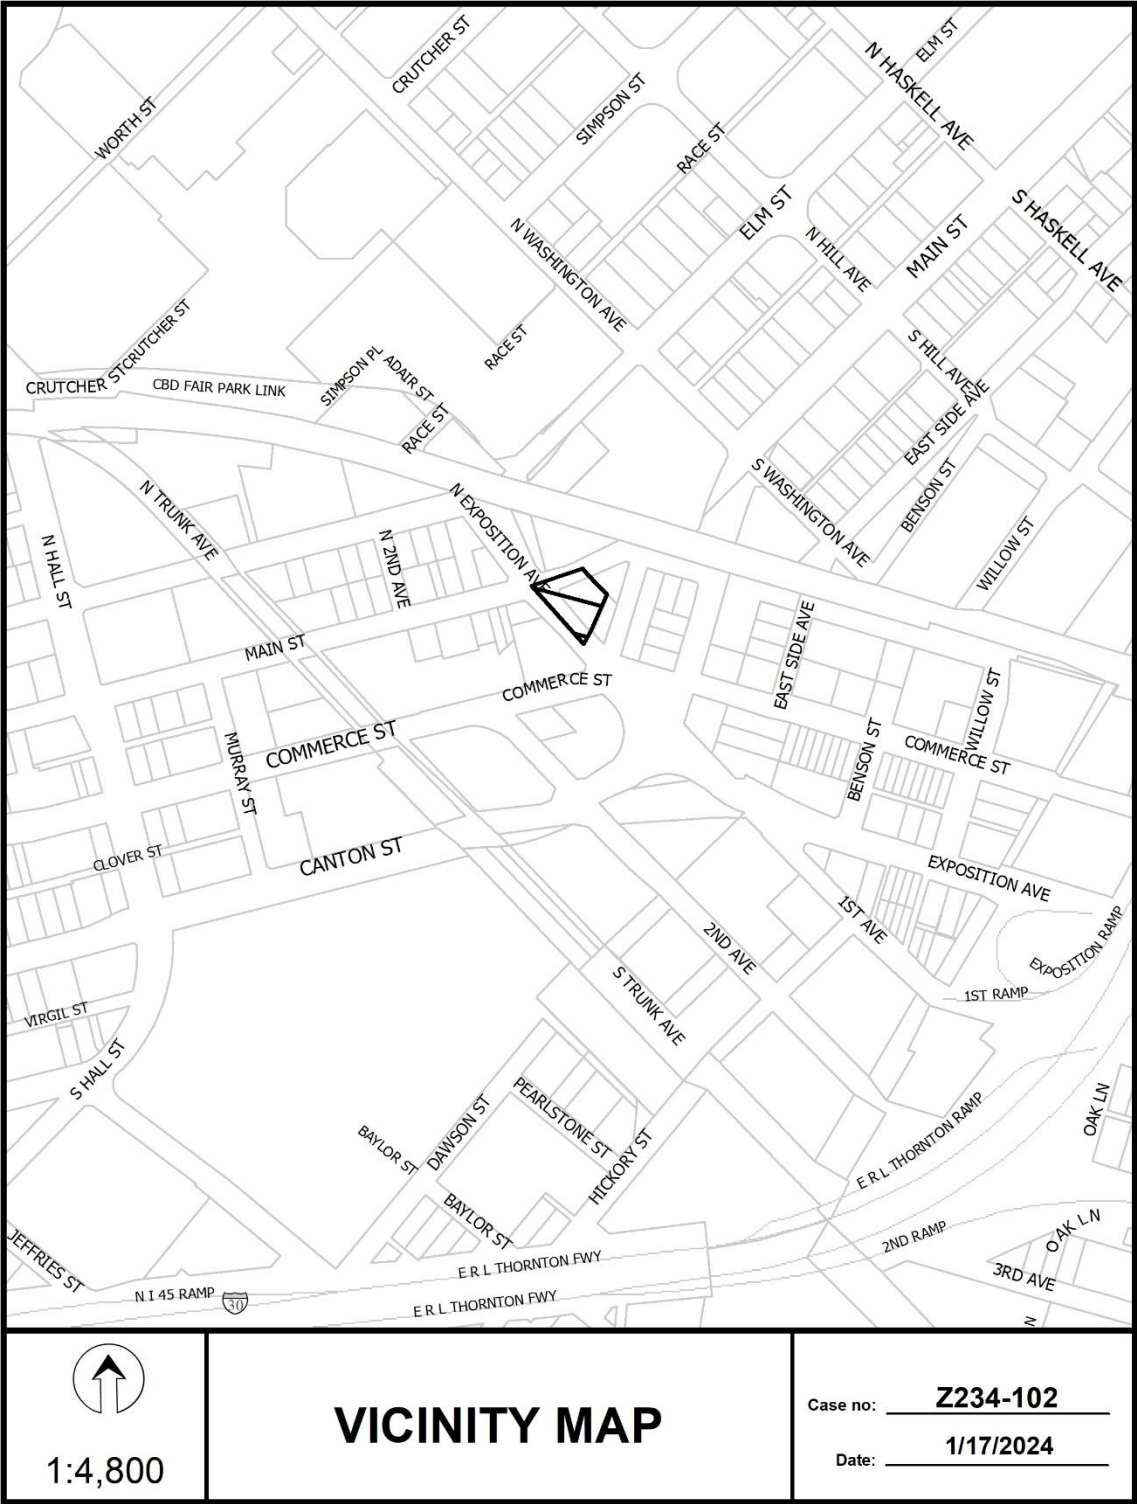 CRUTCHER ST
ELM ST
N HASKELL AVE
WORTH ST
SIMPSON ST
RACE ST
ELM ST
S HASKELL AVE
N WASHINGTON AVE
N HILL AVE
MAIN ST
CRUTCHER ST
CRUTCHER ST
CBD FAIR PARK LINK
SIMPSON PL
ADAIR ST
RACE ST
RACE ST
S HILL AVE
EAST SIDE AVE
N TRUNK AVE
N EXPOSITION AVE
S WASHINGTON AVE
BENSON ST
WILLOW ST
N HALL ST
N 2ND AVE
MAIN ST
EAST SIDE AVE
COMMERCE ST
WILLOW ST
COMMERCE ST
MURRAY ST
BENSON ST
COMMERCE ST
CLOVER ST
CANTON ST
EXPOSITION AVE
1ST AVE
2ND AVE
EXPOSITION RAMP
1ST RAMP
S TRUNK AVE
VIRGIL ST
S HALL ST
PEARLSTONE ST
DAWSON ST
BAYLOR ST
HICKORY ST
E R L THORNTON RAMP
OAK LN
BAYLOR ST
JEFFRIES ST
E R L THORNTON FWY
2ND RAMP
OAK LN
3RD AVE
N I 45 RAMP
30
E R L THORNTON FWY
N
1:4,800
VICINITY MAP
Case no: Z234-102
Date: 1/17/2024